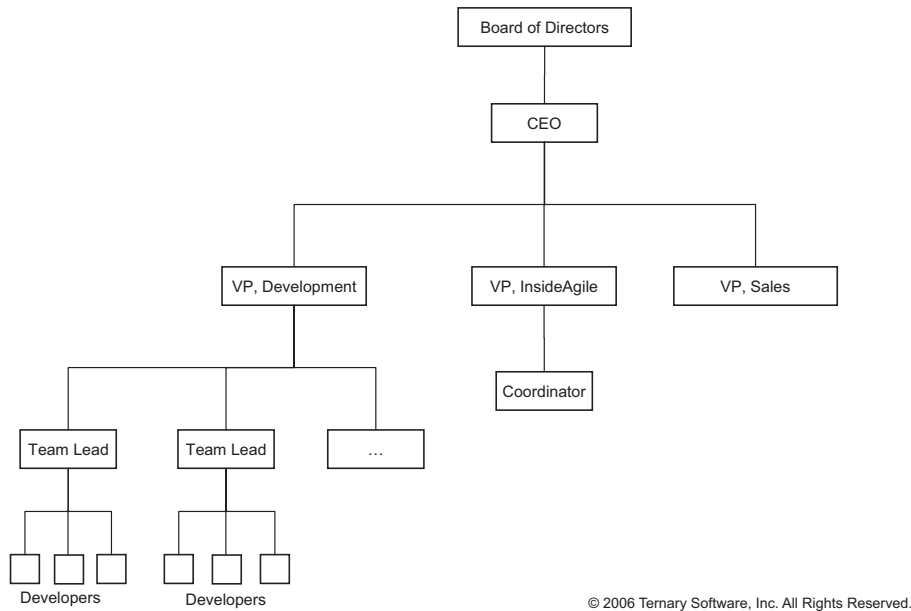 Board of Directors
CEO
VP, Development
VP, InsideAgile
VP, Sales
Coordinator
Team Lead
Team Lead
...
Developers
Developers
© 2006 Ternary Software, Inc. All Rights Reserved.